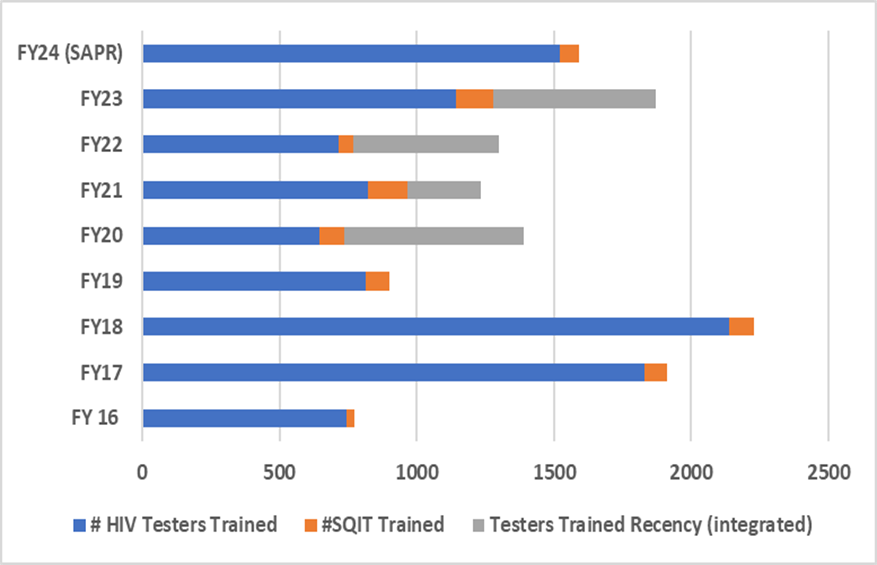 FY24 (SAPR)
FY23
FY22
FY21
FY20
FY19
FY18
FY17
FY 16
0 500 1000 1500 2000 2500
# HIV Testers Trained #SQIT Trained Testers Trained Recency (integrated)